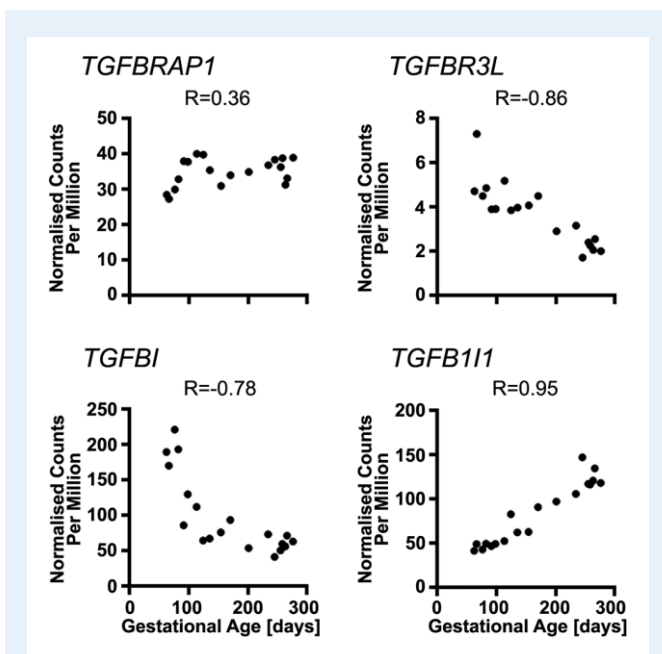 TGFBRAP1
R=0.36
Normalised Counts
Per Million
50
40
30
20
10
0
TGFBR3L
R=-0.86
Normalised Counts
Per Million
8
6
4
2
0
TGFBI
R=-0.78
Normalised Counts
Per Million
250
200
150
100
50
0
0 100 200 300
Gestational Age [days]
TGFB1I1
R=0.95
Normalised Counts
Per Million
200
150
100
50
0
0 100 200 300
Gestational Age [days]